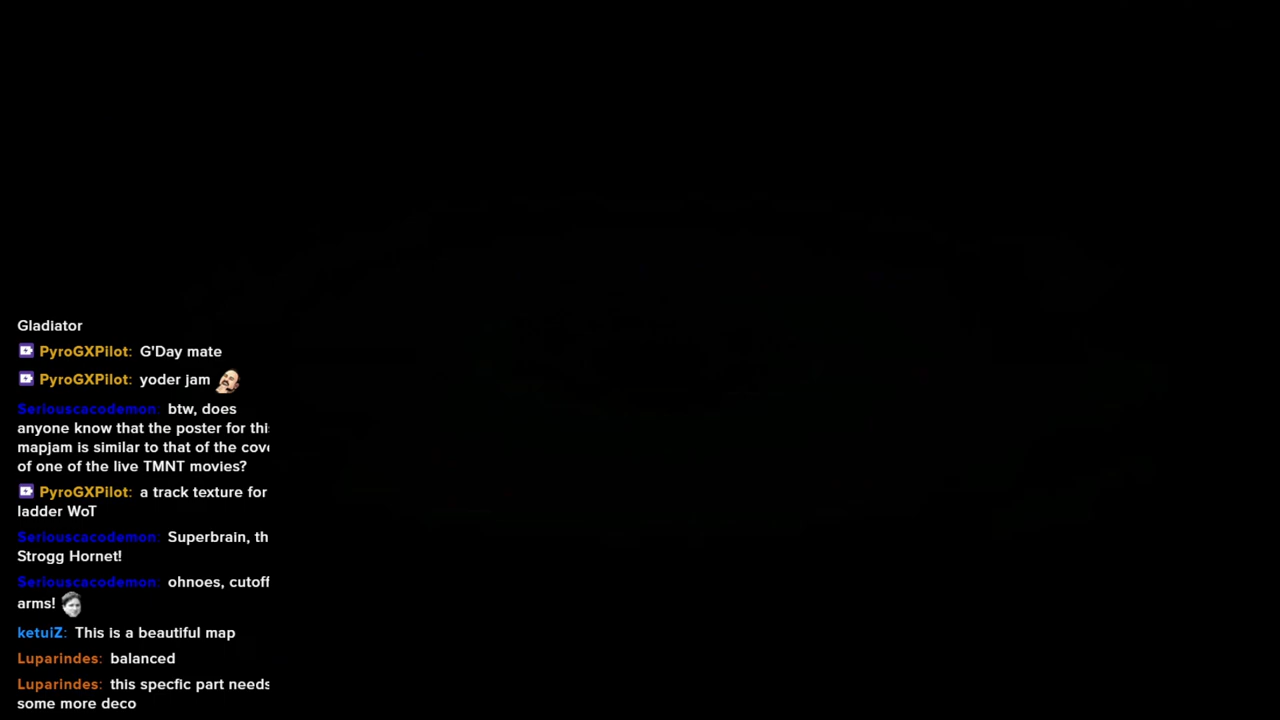 Gladiator
PyroGXPilot: G'Day mate
PyroGXPilot: yoder jam
Seriouscacodemon: btw, does
anyone know that the poster for thi
mapjam is similar to that of the cov
of one of the live TMNT movies?
PyroGXPilot: a track texture for
ladder WoT
Seriouscacodemon: Superbrain, th
Strogg Hornet!
Seriouscacodemon: ohnoes, cutoff
arms!
ketuiZ: This is a beautiful map
Luparindes: balanced
Luparindes: this specfic part needs
some more deco